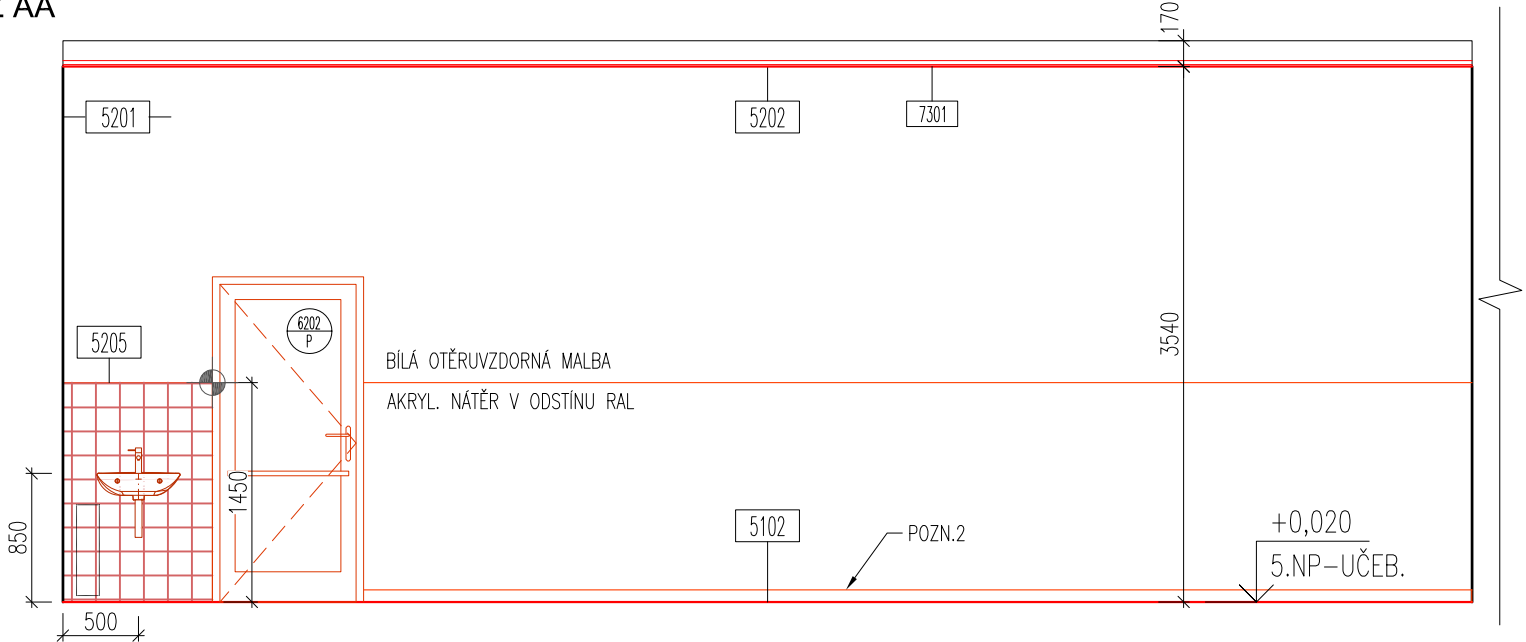 AA
170
5201
5202
7301
6202
P
5205
3540
BÍLÁ OTĚRUVZDORNÁ MALBA
AKRYL. NÁTĚR V ODSTÍNU RAL
1450
850
5102
POZN.2
+0,020
5.NP-UČEB.
500